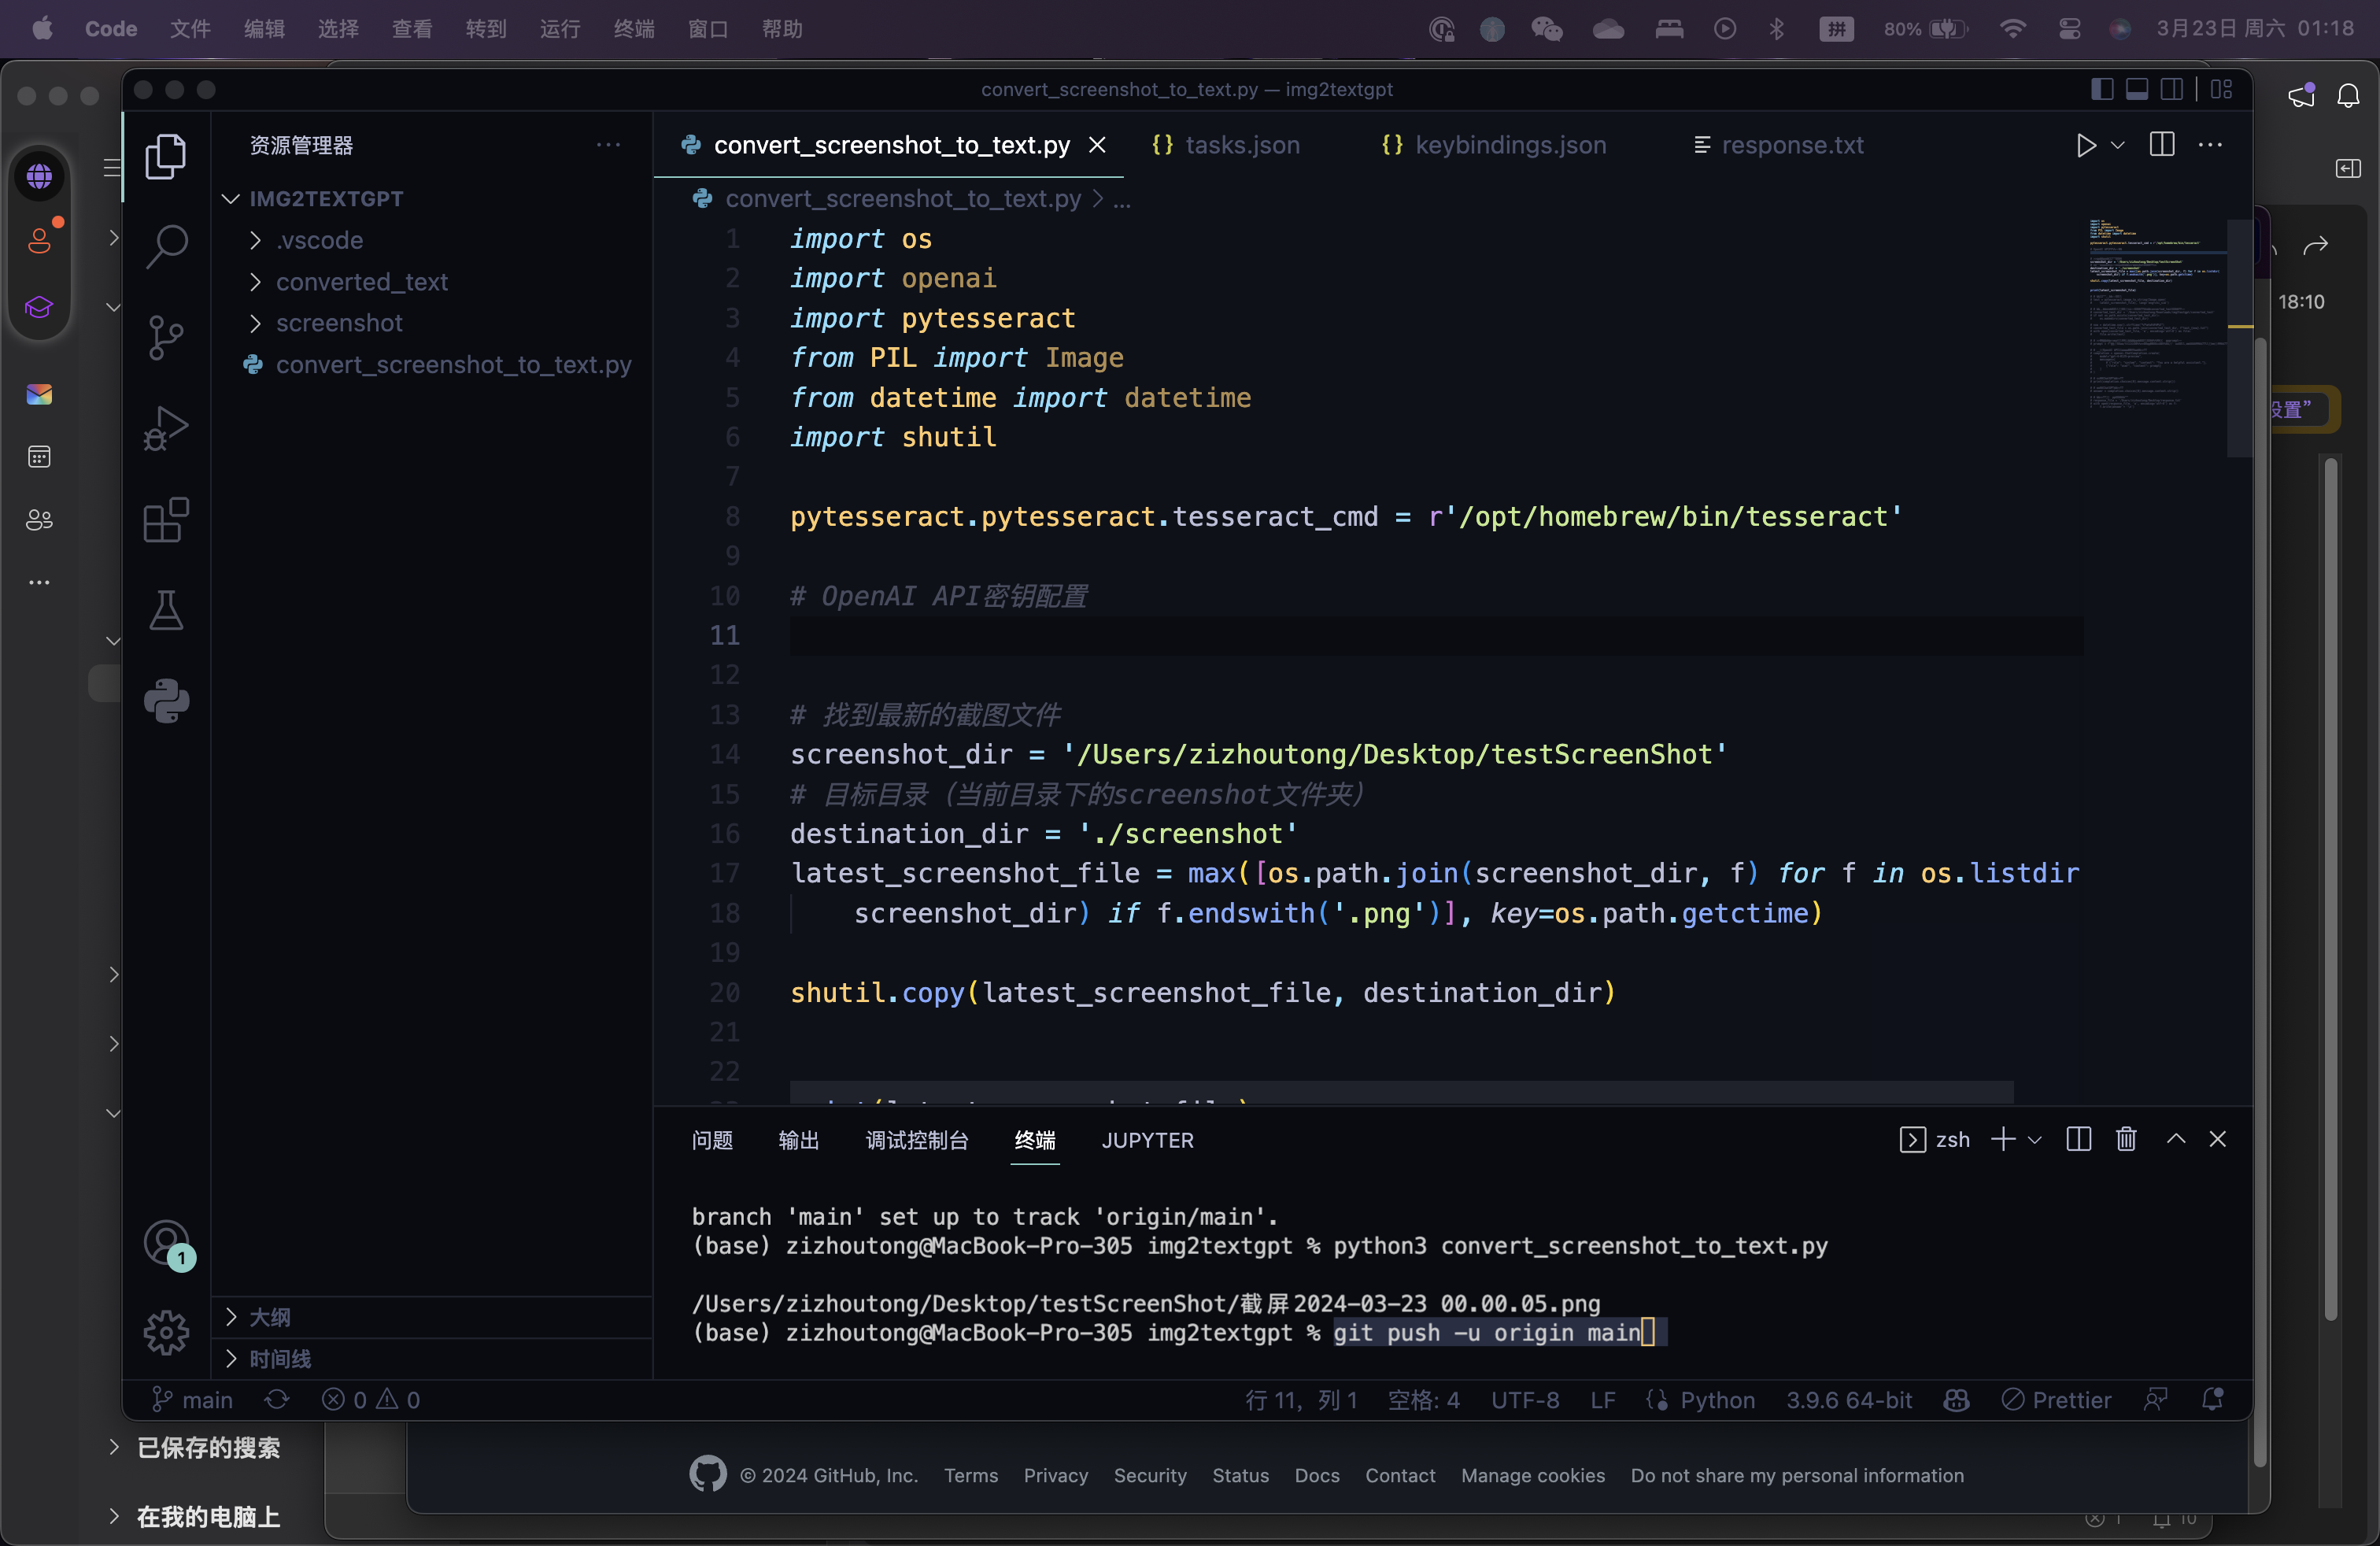 Code 文件 编辑 选择 查看 转到 运行 终端 窗口 帮助
拼 80% 3月23日 周六 01:18
convert_screenshot_to_text.py — img2textgpt
资源管理器
IMG2TEXTGPT
.vscode
converted_text
screenshot
convert_screenshot_to_text.py
大纲
时间线
convert_screenshot_to_text.py {} tasks.json {} keybindings.json response.txt
convert_screenshot_to_text.py > ...
1 import os
2 import openai
3 import pytesseract
4 from PIL import Image
5 from datetime import datetime
6 import shutil
7
8 pytesseract.pytesseract.tesseract_cmd = r'/opt/homebrew/bin/tesseract'
9
10 # OpenAI API密钥配置
11
12
13 # 找到最新的截图文件
14 screenshot_dir = '/Users/zizhoutong/Desktop/testScreenShot'
15 # 目标目录（当前目录下的screenshot文件夹）
16 destination_dir = './screenshot'
17 latest_screenshot_file = max([os.path.join(screenshot_dir, f) for f in os.listdir
18 screenshot_dir) if f.endswith('.png')], key=os.path.getctime)
19
20 shutil.copy(latest_screenshot_file, destination_dir)
21
22
问题 输出 调试控制台 终端 JUPYTER
zsh
branch 'main' set up to track 'origin/main'.
(base) zizhoutong@MacBook-Pro-305 img2textgpt % python3 convert_screenshot_to_text.py
/Users/zizhoutong/Desktop/testScreenShot/截屏2024-03-23 00.00.05.png
(base) zizhoutong@MacBook-Pro-305 img2textgpt % git push -u origin main
1
main 0 0 行 11，列 1 空格: 4 UTF-8 LF Python 3.9.6 64-bit Prettier
18:10
设置”
已保存的搜索
在我的电脑上
© 2024 GitHub, Inc. Terms Privacy Security Status Docs Contact Manage cookies Do not share my personal information